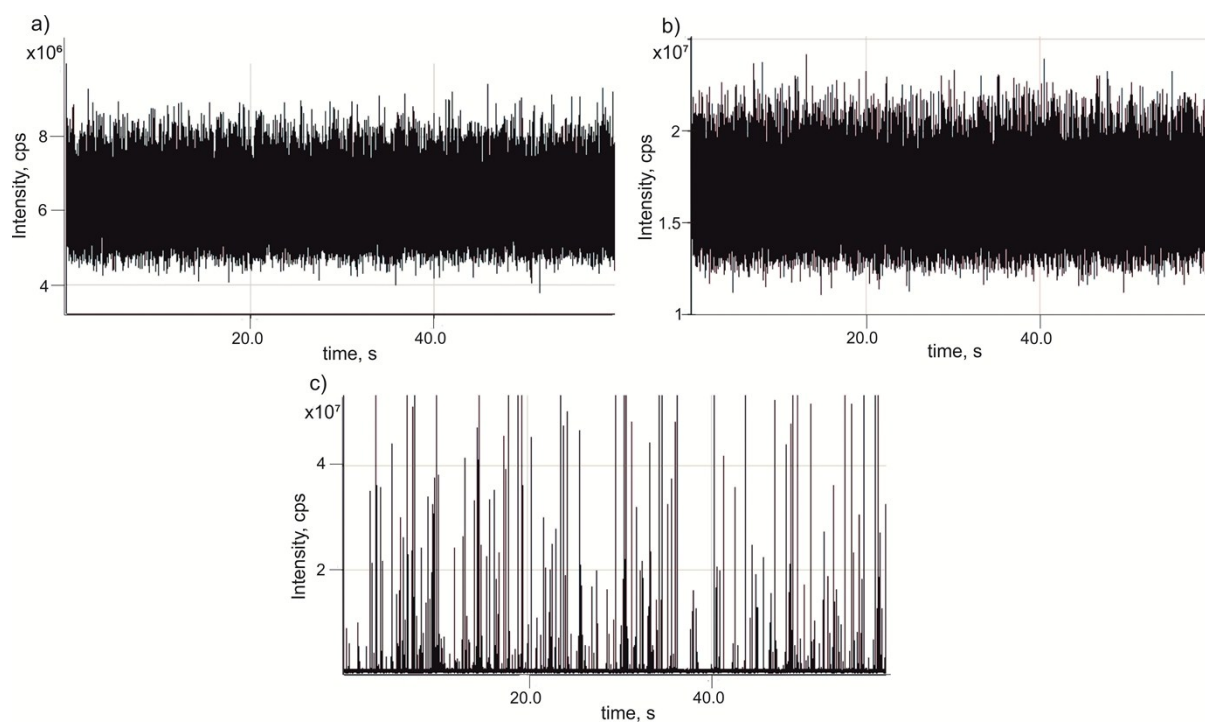 a)
x10⁶
8
6
4
Intensity, cps
20.0 40.0
time, s
b)
x10⁷
2
1.5
1
Intensity, cps
20.0 40.0
time, s
c)
x10⁷
4
2
Intensity, cps
20.0 40.0
time, s